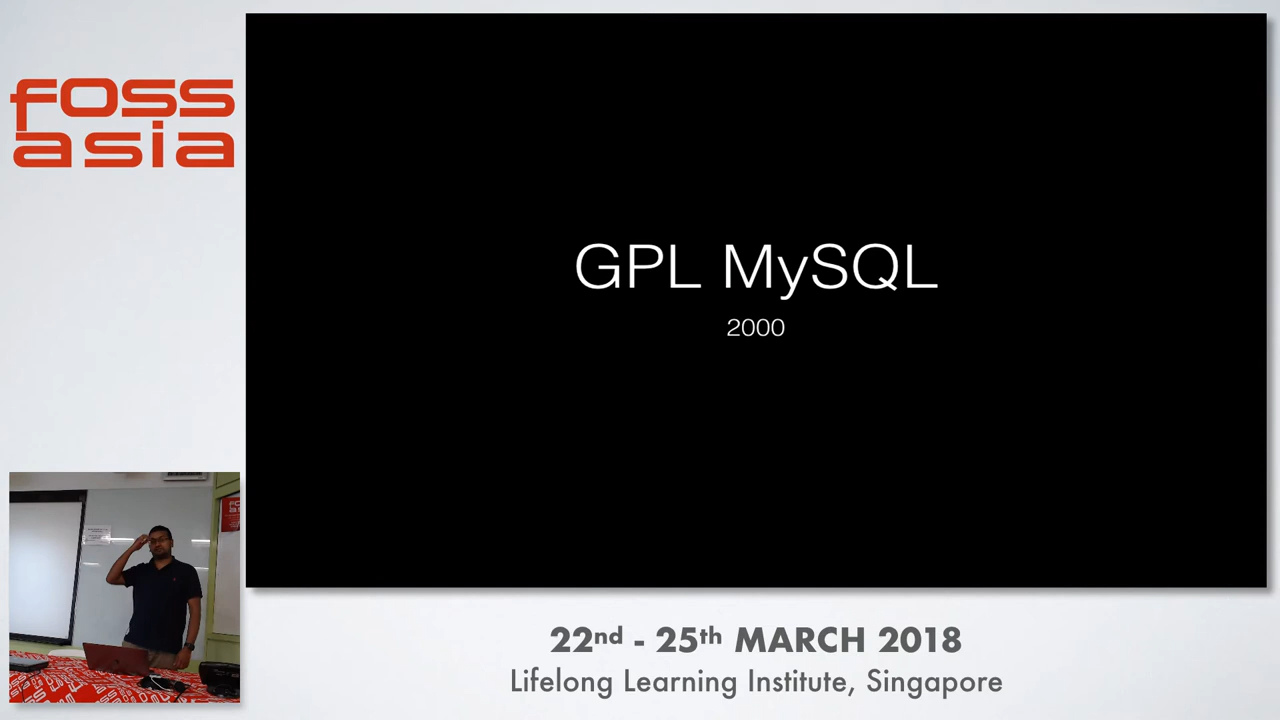 foss
asia
GPL MySQL
2000
22nd - 25th MARCH 2018
Lifelong Learning Institute, Singapore